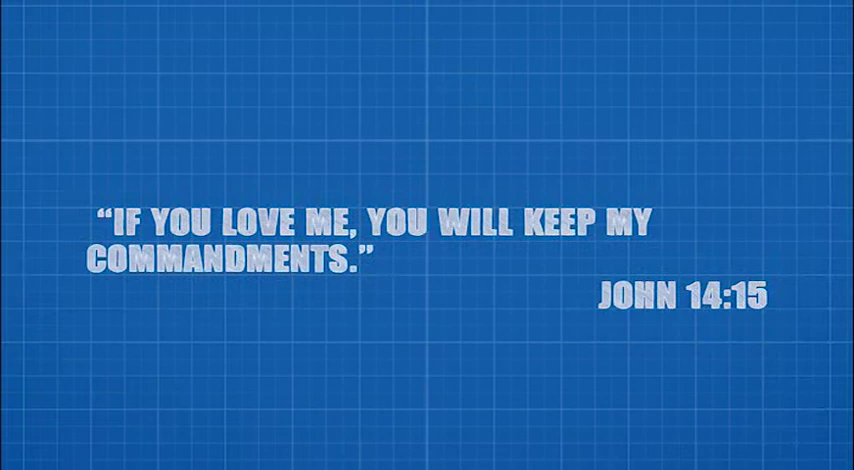 “IF YOU LOVE ME, YOU WILL KEEP MY
COMMANDMENTS.”
JOHN 14:15